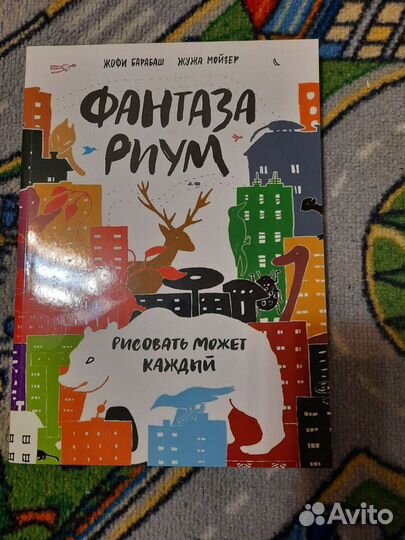 ЖОФИ БАРАБАШ ЖУЖА МОЙЗЕР
ФАНТАЗА
РИУМ
РИСОВАТЬ МОЖЕТ
КАЖДЫЙ
Avito